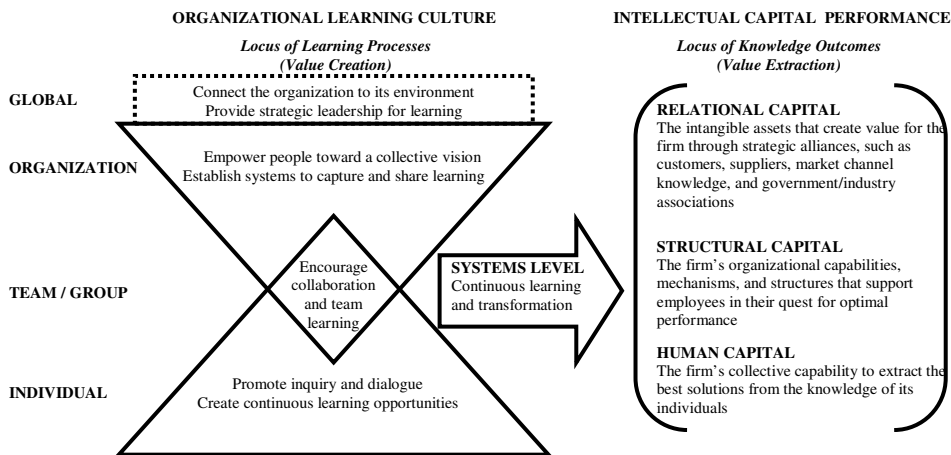 ORGANIZATIONAL LEARNING CULTURE
Locus of Learning Processes
(Value Creation)
INTELLECTUAL CAPITAL PERFORMANCE
Locus of Knowledge Outcomes
(Value Extraction)
GLOBAL
Connect the organization to its environment
Provide strategic leadership for learning
ORGANIZATION
Empower people toward a collective vision
Establish systems to capture and share learning
TEAM / GROUP
Encourage
collaboration
and team
learning
SYSTEMS LEVEL
Continuous learning
and transformation
INDIVIDUAL
Promote inquiry and dialogue
Create continuous learning opportunities
RELATIONAL CAPITAL
The intangible assets that create value for the
firm through strategic alliances, such as
customers, suppliers, market channel
knowledge, and government/industry
associations
STRUCTURAL CAPITAL
The firm's organizational capabilities,
mechanisms, and structures that support
employees in their quest for optimal
performance
HUMAN CAPITAL
The firm's collective capability to extract the
best solutions from the knowledge of its
individuals